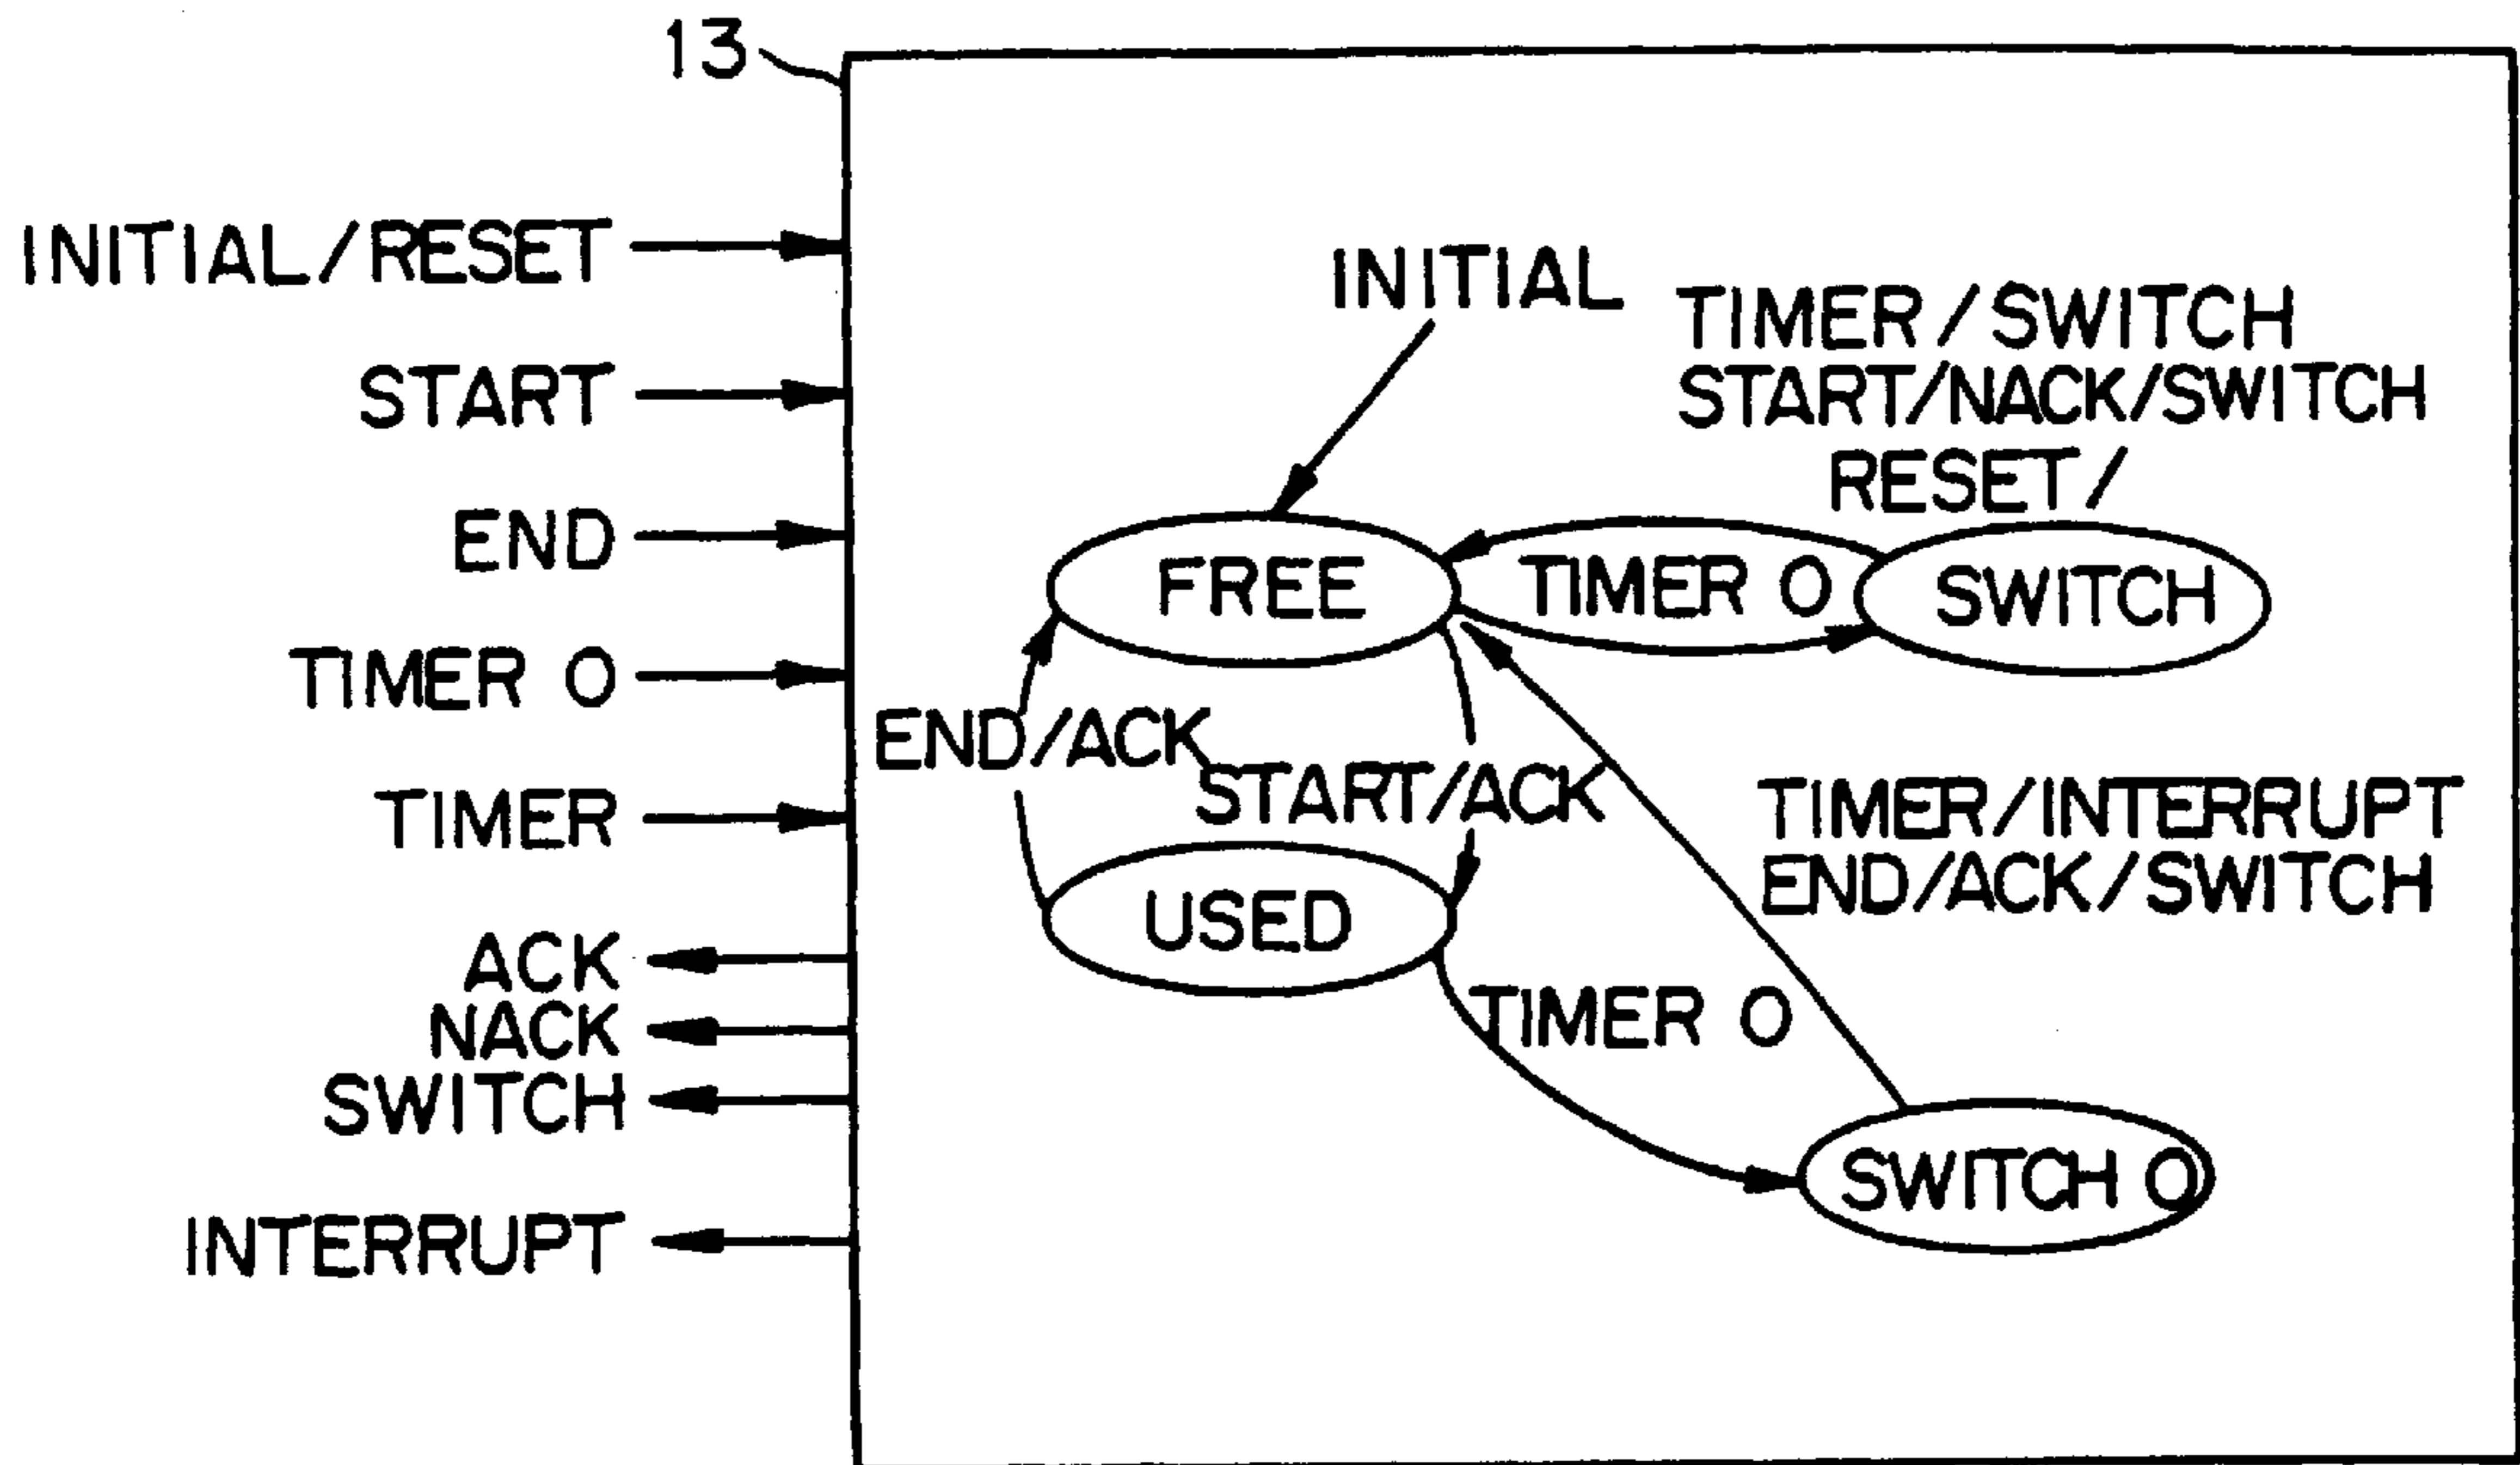 13
INITIAL/RESET
START
END
TIMER 0
TIMER
ACK
NACK
SWITCH
INTERRUPT
INITIAL
TIMER/SWITCH
START/NACK/SWITCH
RESET/
FREE
TIMER 0
SWITCH
END/ACK
START/ACK
TIMER/INTERRUPT
END/ACK/SWITCH
USED
TIMER 0
SWITCH 0